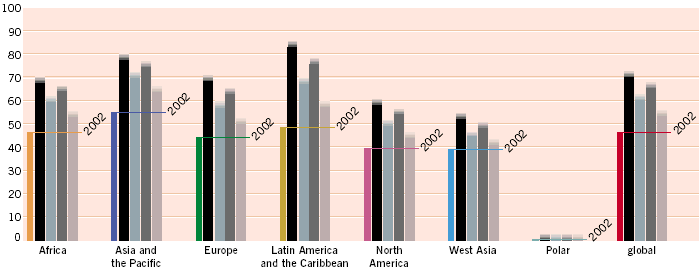 100
90
80
70
60
50
40
30
20
10
0
2002
2002
2002
2002
2002
2002
2002
2002
Africa
Asia and
the Pacific
Europe
Latin America
and the Caribbean
North
America
West Asia
Polar
global